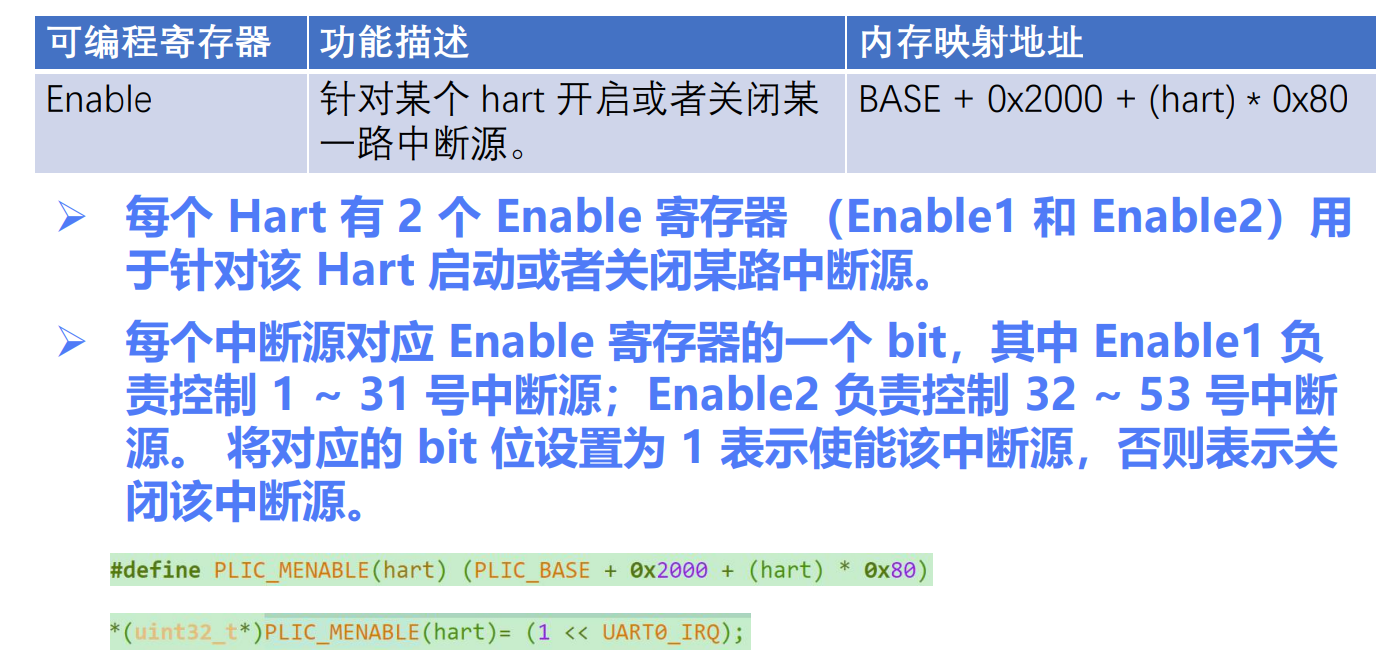 可编程寄存器 功能描述 内存映射地址
Enable 针对某个 hart 开启或者关闭某 BASE + 0x2000 + (hart) * 0x80
一路中断源。
➢ 每个 Hart 有 2 个 Enable 寄存器 （Enable1 和 Enable2）用
于针对该 Hart 启动或者关闭某路中断源。
➢ 每个中断源对应 Enable 寄存器的一个 bit，其中 Enable1 负
责控制 1 ~ 31 号中断源；Enable2 负责控制 32 ~ 53 号中断
源。 将对应的 bit 位设置为 1 表示使能该中断源，否则表示关
闭该中断源。
#define PLIC_MENABLE(hart) (PLIC_BASE + 0x2000 + (hart) * 0x80)
*(uint32_t*)PLIC_MENABLE(hart)= (1 << UART0_IRQ);